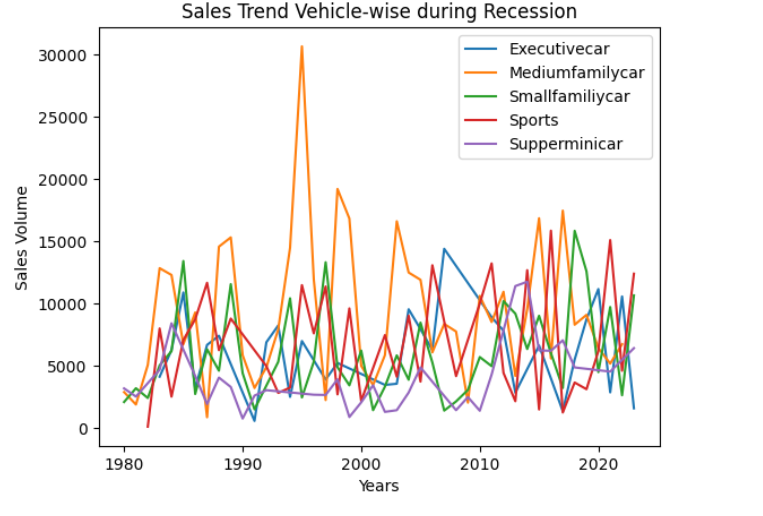 Sales Trend Vehicle-wise during Recession
Executivecar
Mediumfamilycar
Smallfamiliycar
Sports
Supperminicar
30000
25000
20000
15000
10000
5000
0
Sales Volume
1980 1990 2000 2010 2020
Years